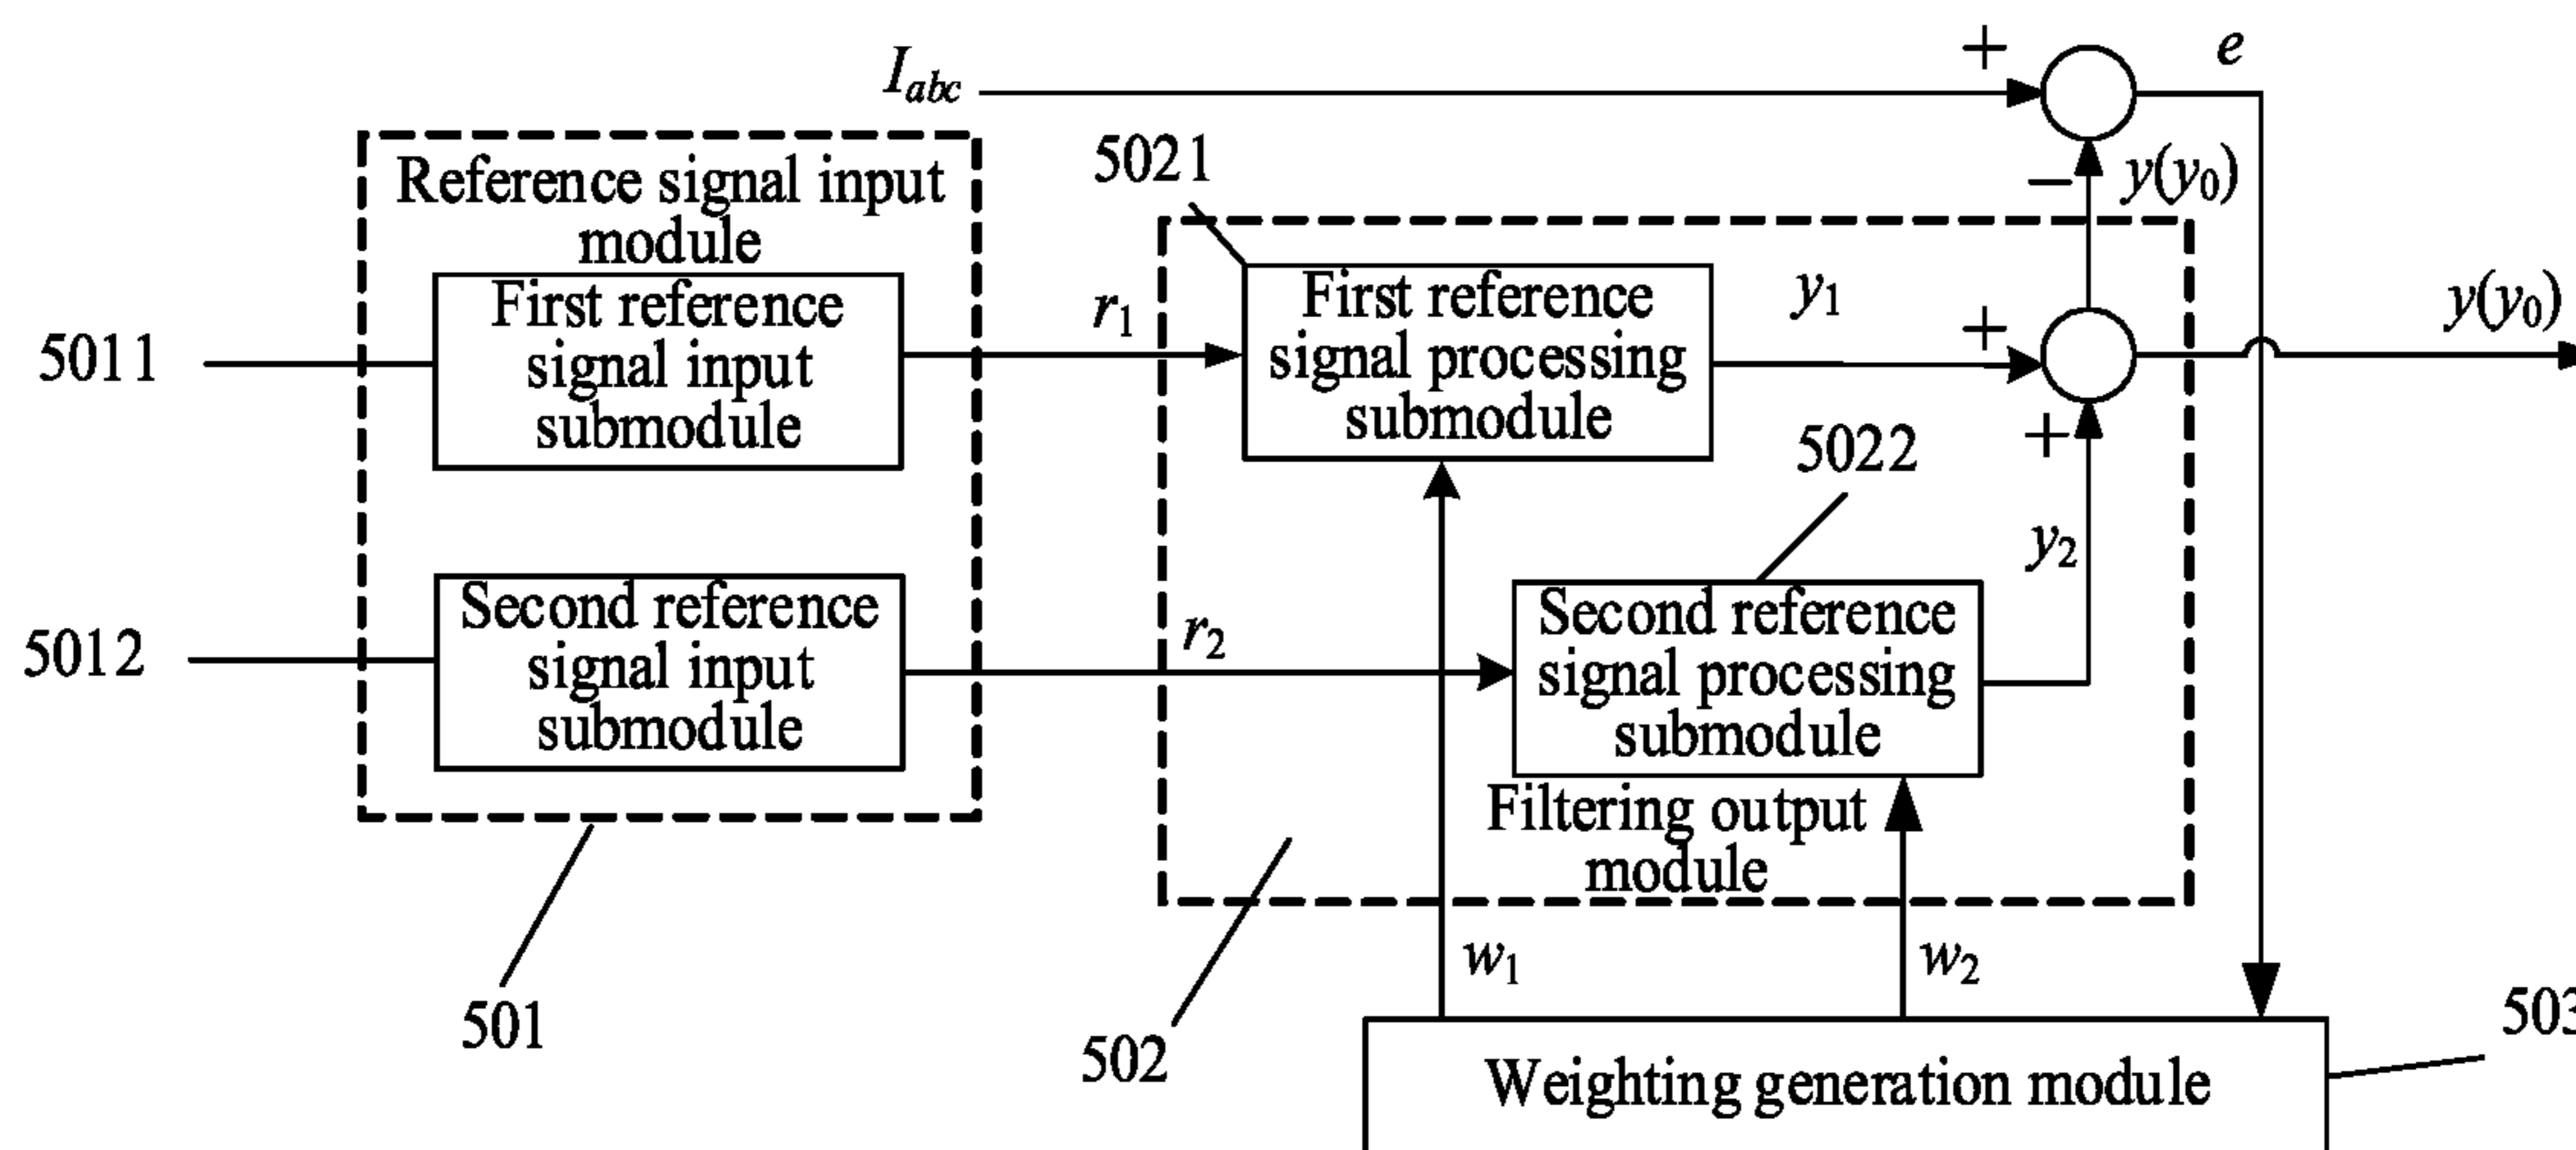 I_abc
+
e
5021
− y(y₀)
Reference signal input
module
First reference
signal input
submodule
5011
r₁
First reference
signal processing
submodule
y₁
+
y(y₀)
+
5022
y₂
5012
Second reference
signal input
submodule
r₂
Second reference
signal processing
submodule
Filtering output
module
501
502
w₁
w₂
Weighting generation module